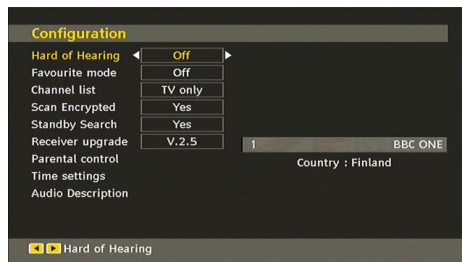 Configuration
Hard of Hearing Off
Favourite mode Off
Channel list TV only
Scan Encrypted Yes
Standby Search Yes
Receiver upgrade V.2.5
1 BBC ONE
Parental control
Country : Finland
Time settings
Audio Description
Hard of Hearing